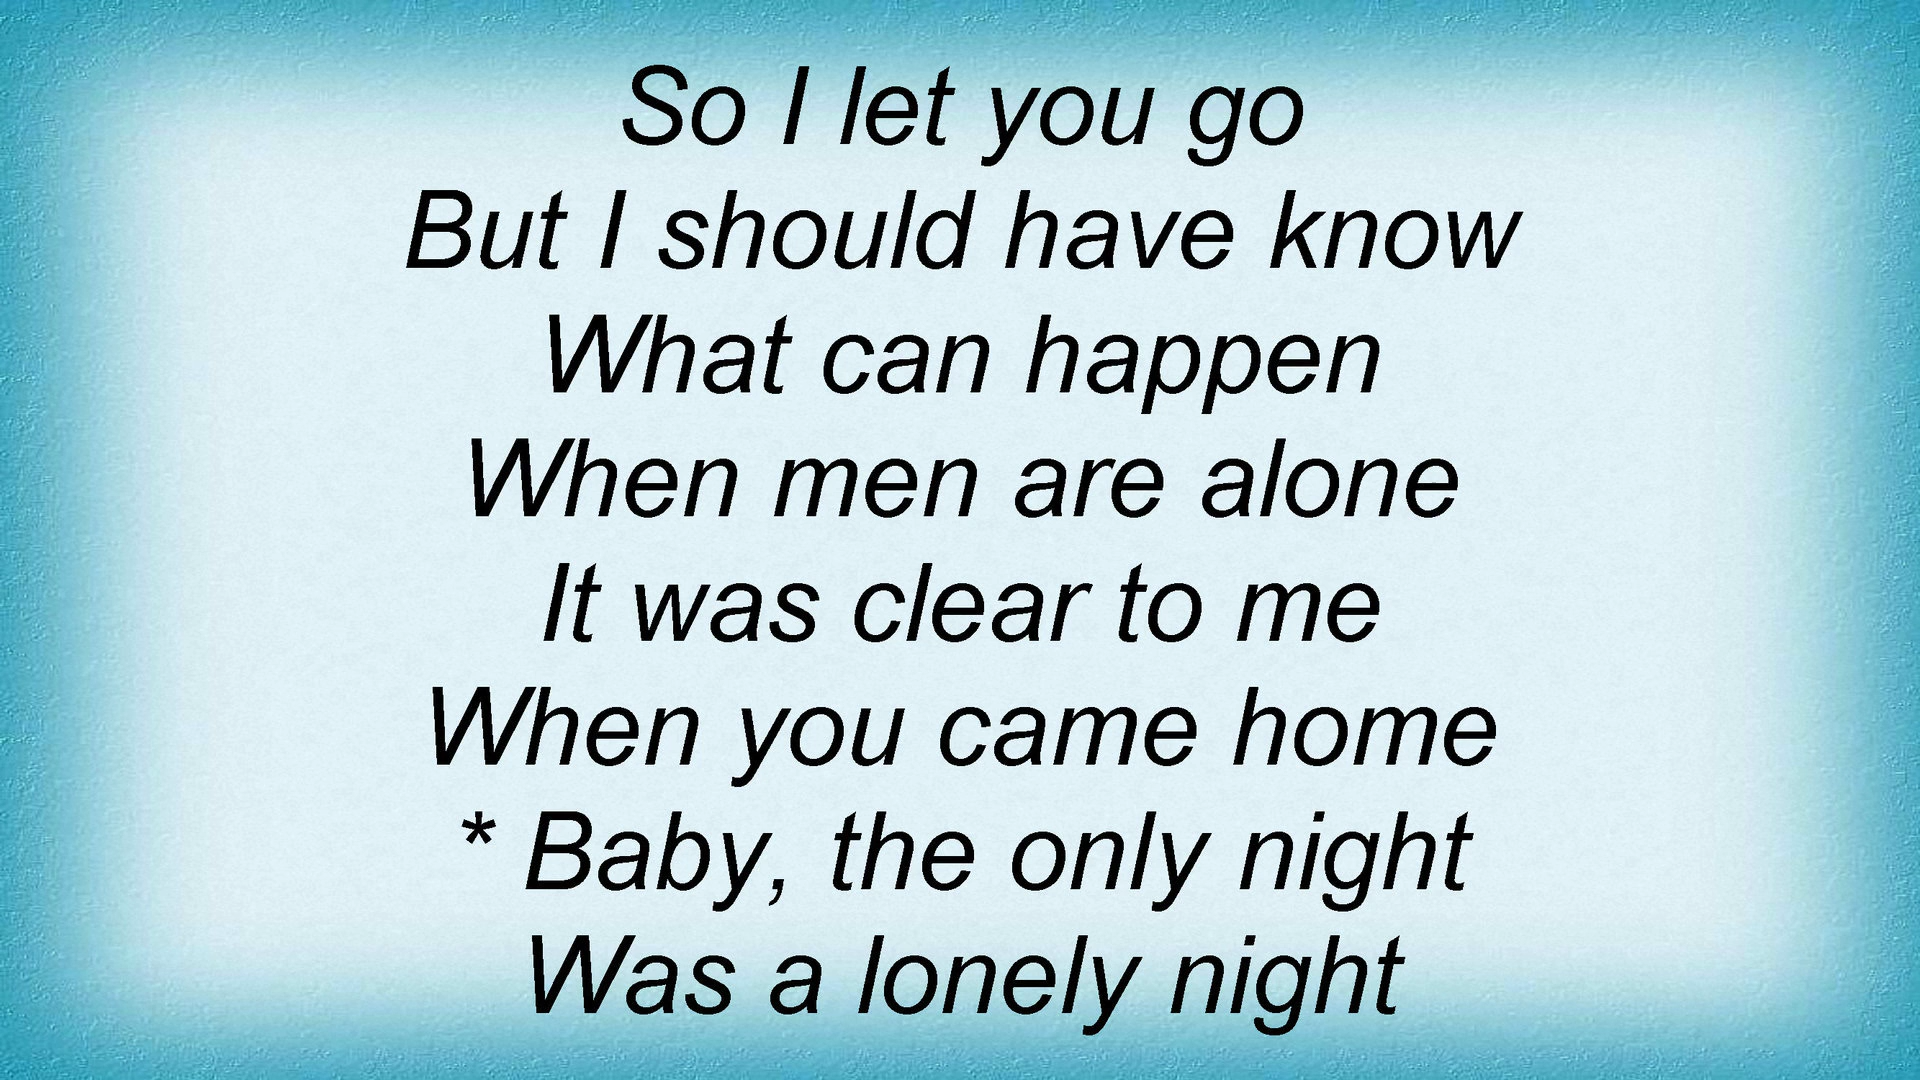 So I let you go
But I should have know
What can happen
When men are alone
It was clear to me
When you came home
* Baby, the only night
Was a lonely night